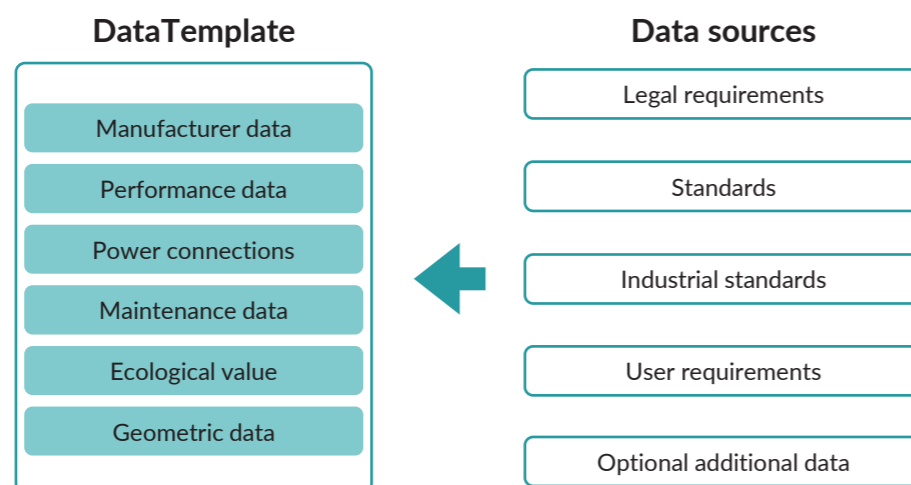 DataTemplate
Manufacturer data
Performance data
Power connections
Maintenance data
Ecological value
Geometric data
Data sources
Legal requirements
Standards
Industrial standards
User requirements
Optional additional data